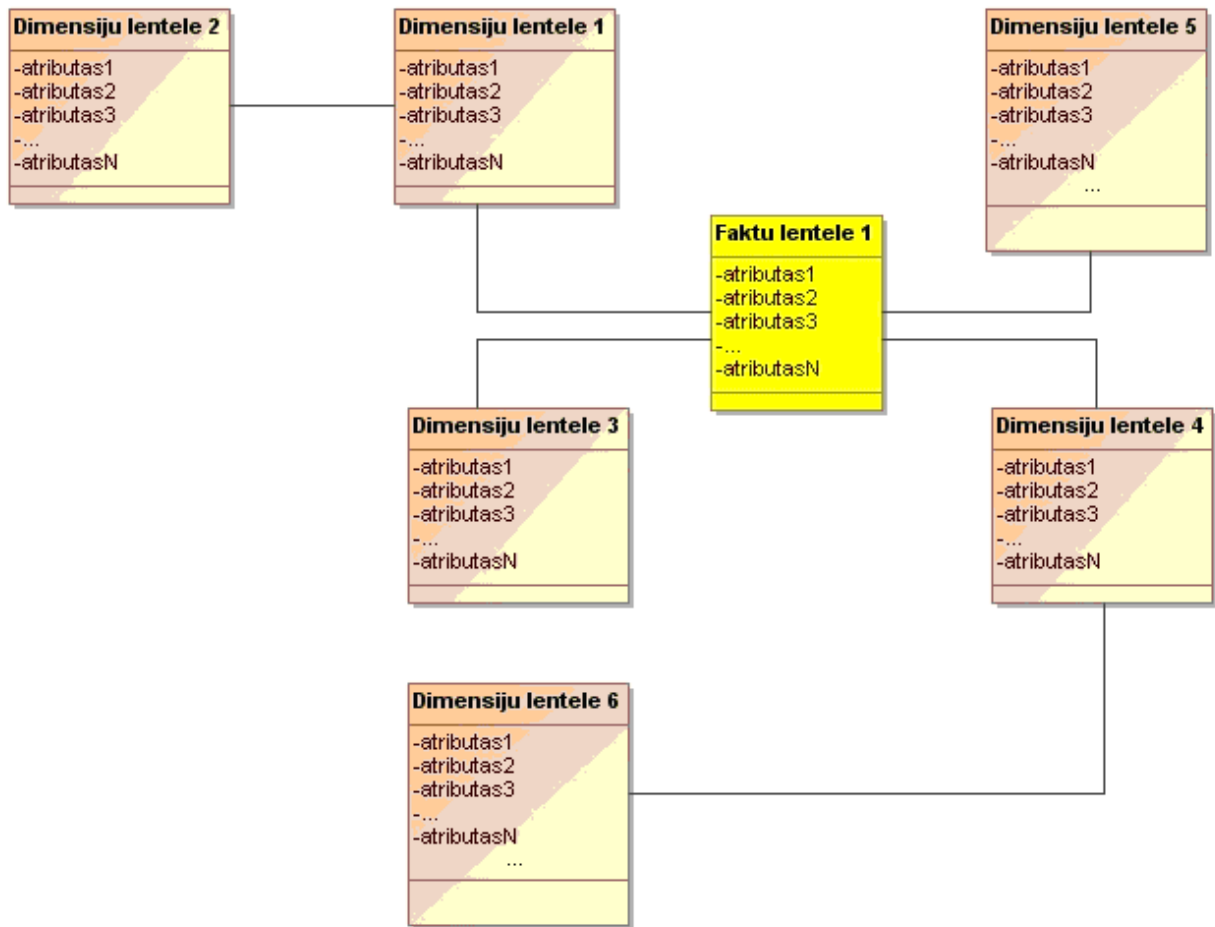 Dimensiju lentele 2
-atributas1
-atributas2
-atributas3
-...
-atributasN
Dimensiju lentele 1
-atributas1
-atributas2
-atributas3
-...
-atributasN
Dimensiju lentele 5
-atributas1
-atributas2
-atributas3
-...
-atributasN
...
Faktu lentele 1
-atributas1
-atributas2
-atributas3
-...
-atributasN
Dimensiju lentele 3
-atributas1
-atributas2
-atributas3
-...
-atributasN
Dimensiju lentele 4
-atributas1
-atributas2
-atributas3
-...
-atributasN
Dimensiju lentele 6
-atributas1
-atributas2
-atributas3
-...
-atributasN
...